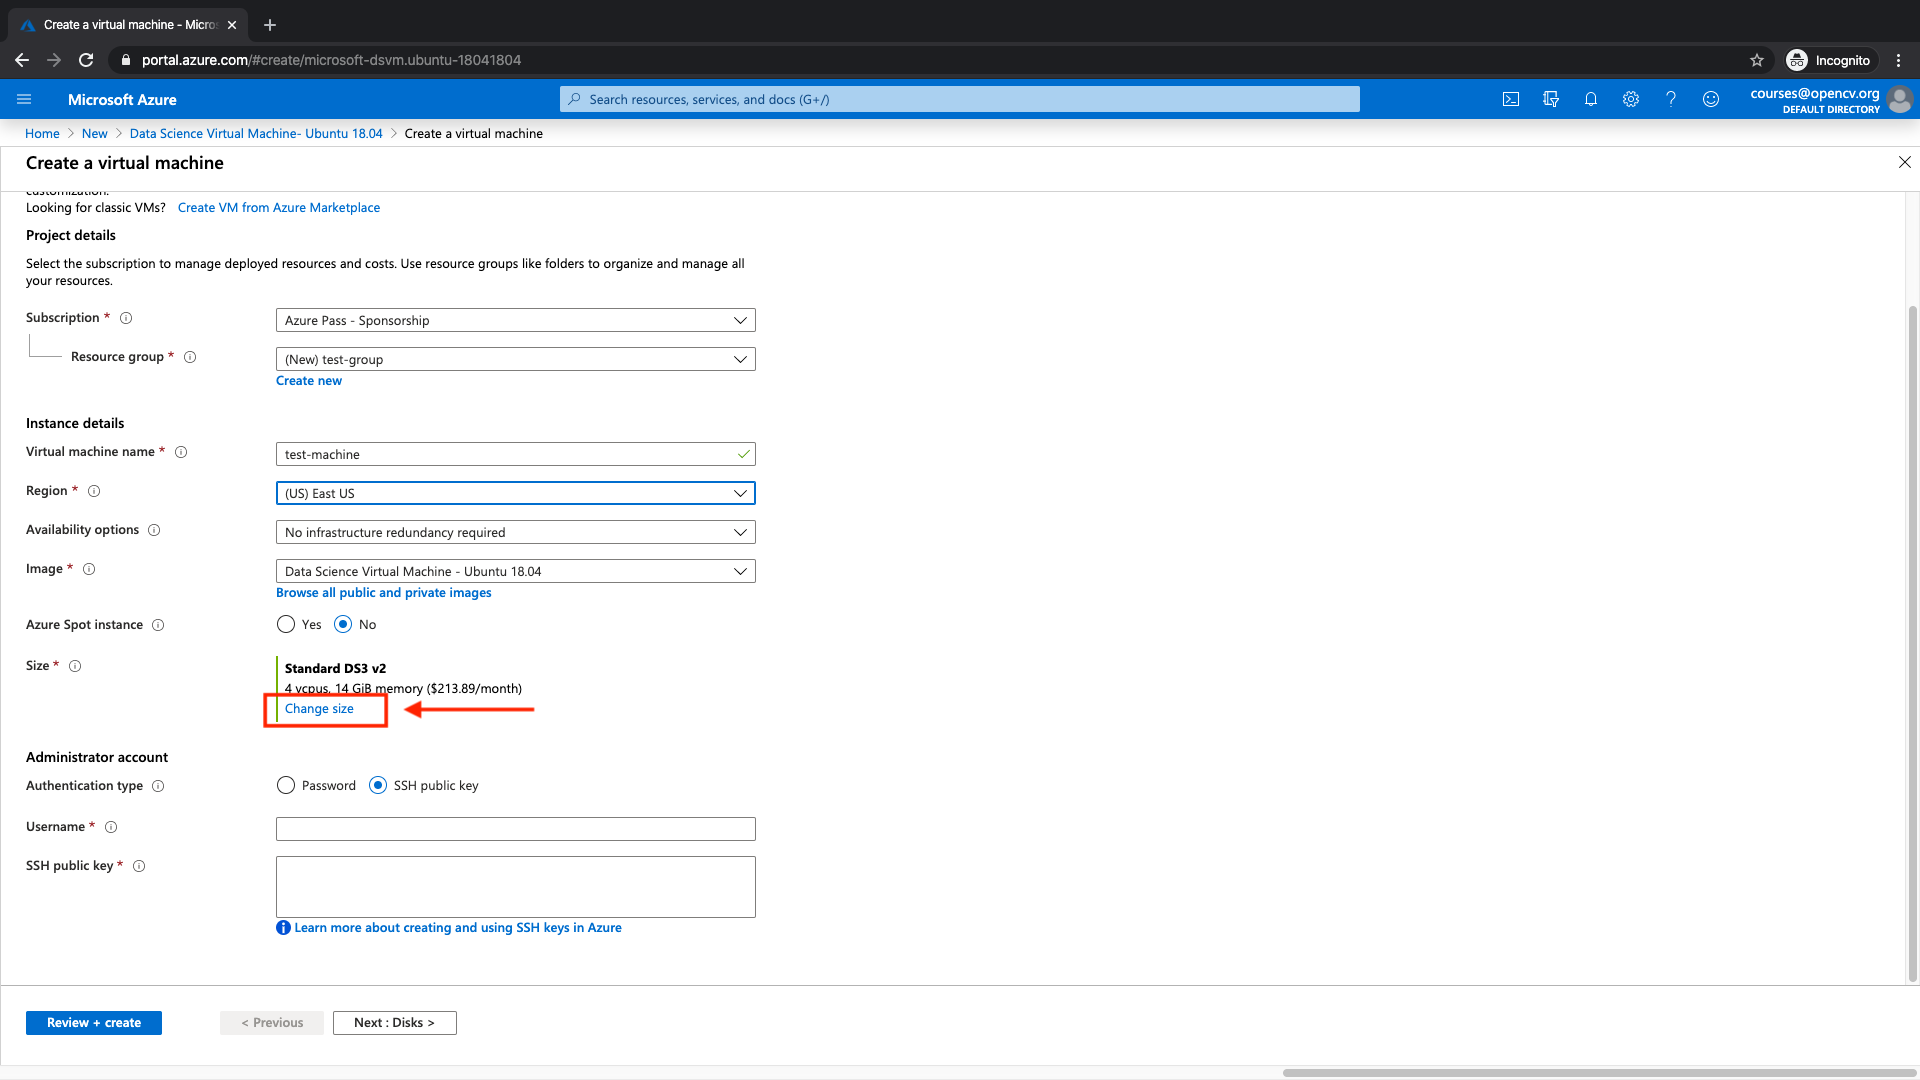 Create a virtual machine - Micro
portal.azure.com/#create/microsoft-dsvm.ubuntu-18041804
Incognito
Microsoft Azure
Search resources, services, and docs (G+/)
courses@opencv.org
DEFAULT DIRECTORY
Home > New > Data Science Virtual Machine- Ubuntu 18.04 > Create a virtual machine
Create a virtual machine
customization.
Looking for classic VMs? Create VM from Azure Marketplace
Project details
Select the subscription to manage deployed resources and costs. Use resource groups like folders to organize and manage all
your resources.
Subscription *
Azure Pass - Sponsorship
Resource group *
(New) test-group
Create new
Instance details
Virtual machine name *
test-machine
Region *
(US) East US
Availability options
No infrastructure redundancy required
Image *
Data Science Virtual Machine - Ubuntu 18.04
Browse all public and private images
Azure Spot instance
Yes No
Size *
Standard DS3 v2
4 vcpus, 14 GiB memory ($213.89/month)
Change size
Administrator account
Authentication type
Password SSH public key
Username *
SSH public key *
Learn more about creating and using SSH keys in Azure
Review + create
< Previous
Next : Disks >